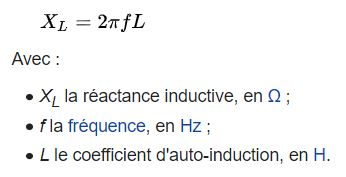 X_L = 2πfL
Avec :
• X_L la réactance inductive, en Ω ;
• f la fréquence, en Hz ;
• L le coefficient d'auto-induction, en H.